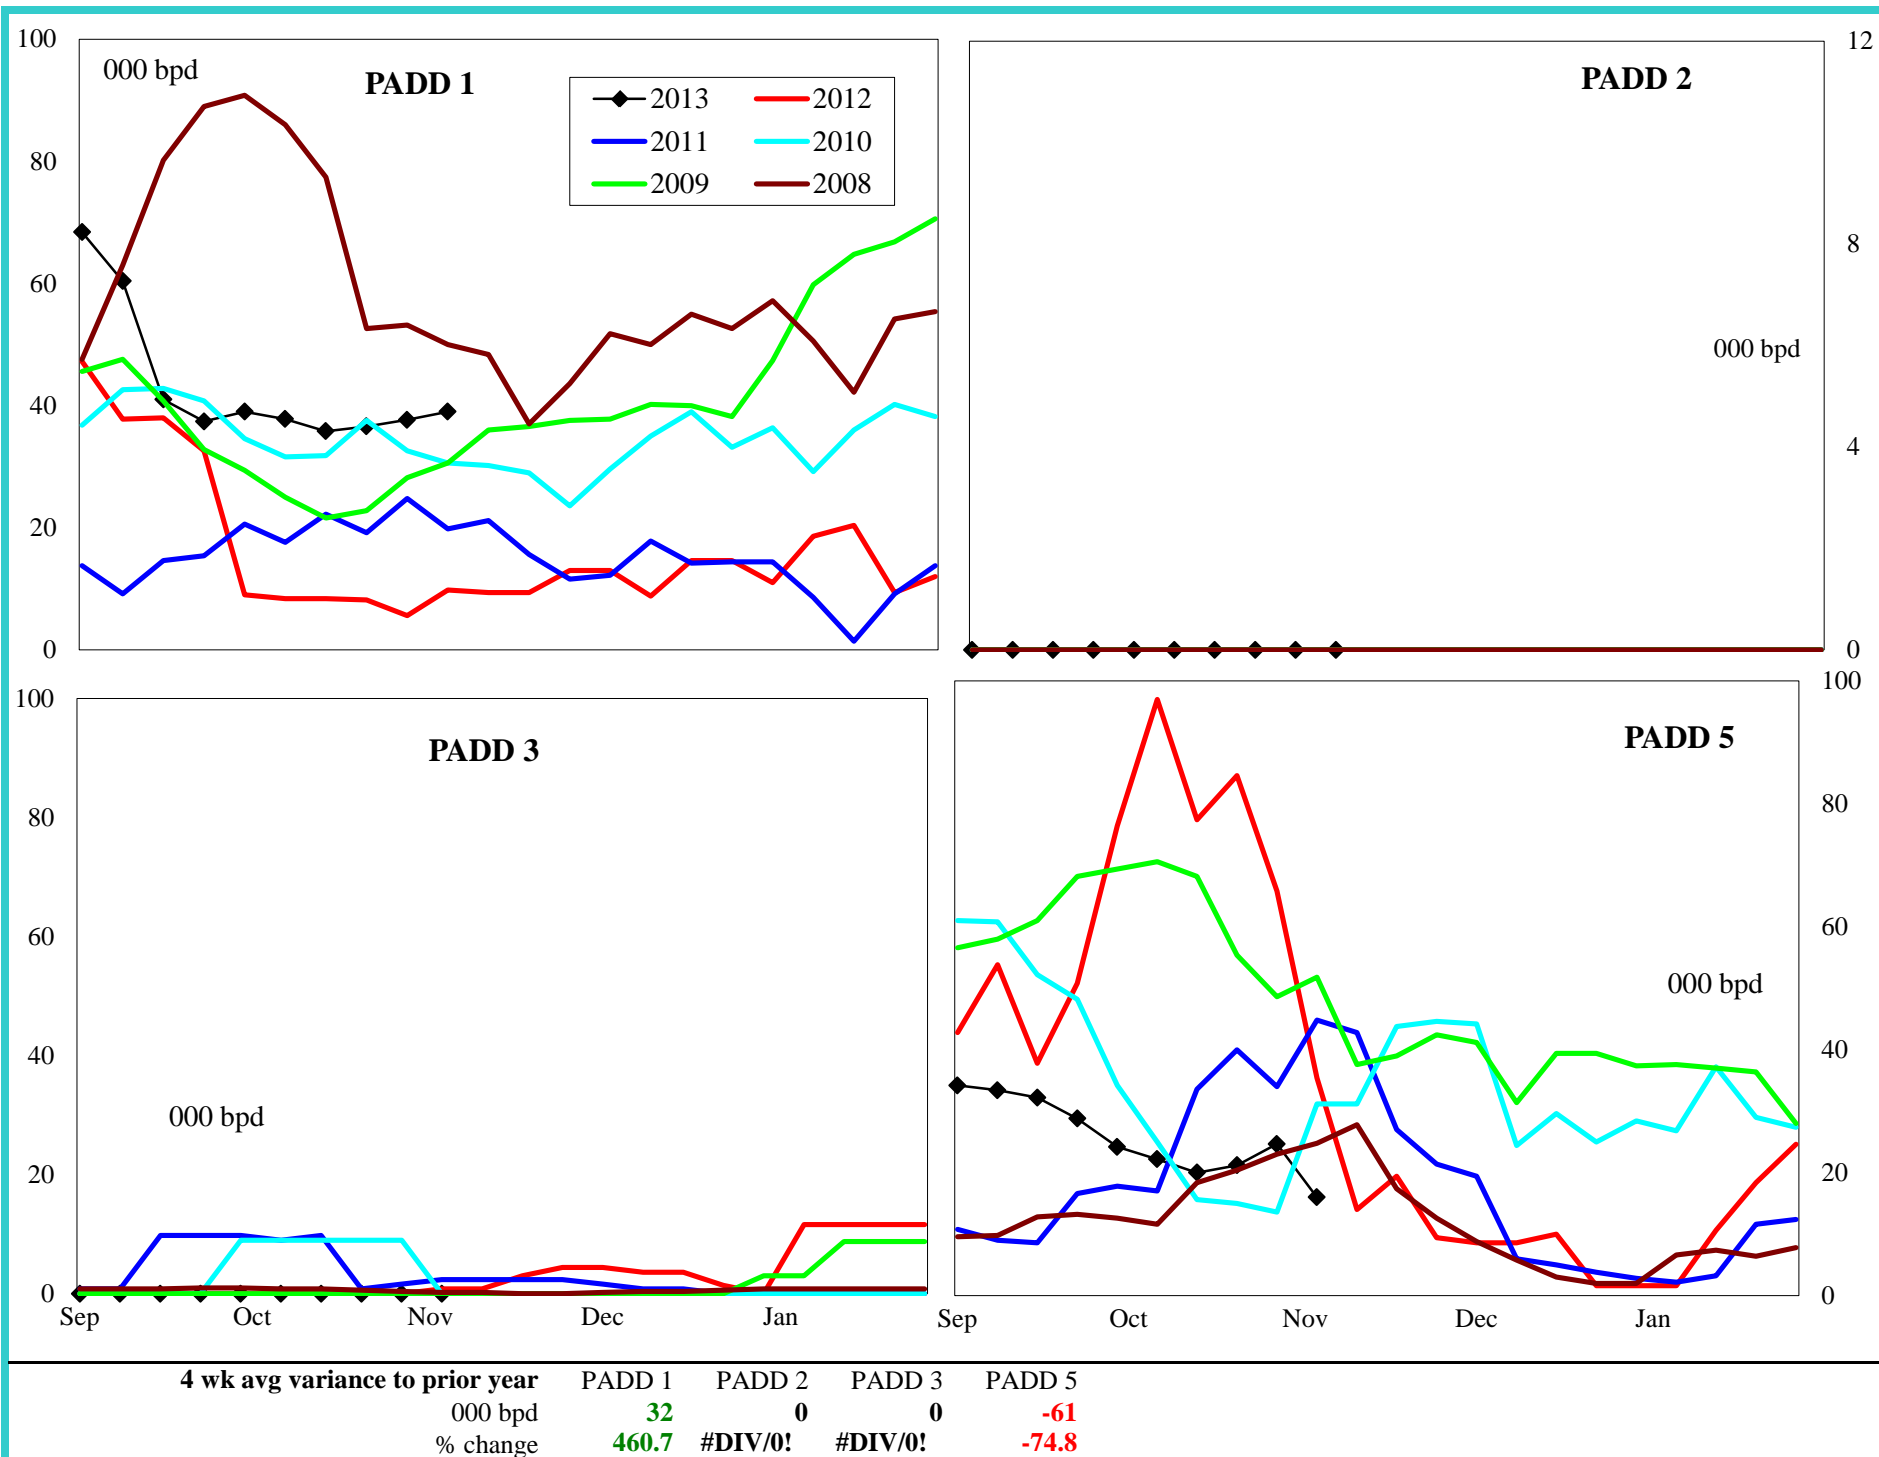 100
80
60
40
20
0
000 bpd
PADD 1
2013 2012
2011 2010
2009 2008
PADD 2
12
8
4
0
000 bpd
100
80
60
40
20
0
PADD 3
000 bpd
Sep Oct Nov Dec Jan
PADD 5
100
80
60
40
20
0
000 bpd
Sep Oct Nov Dec Jan
4 wk avg variance to prior year PADD 1 PADD 2 PADD 3 PADD 5
000 bpd 32 0 0 -61
% change 460.7 #DIV/0! #DIV/0! -74.8